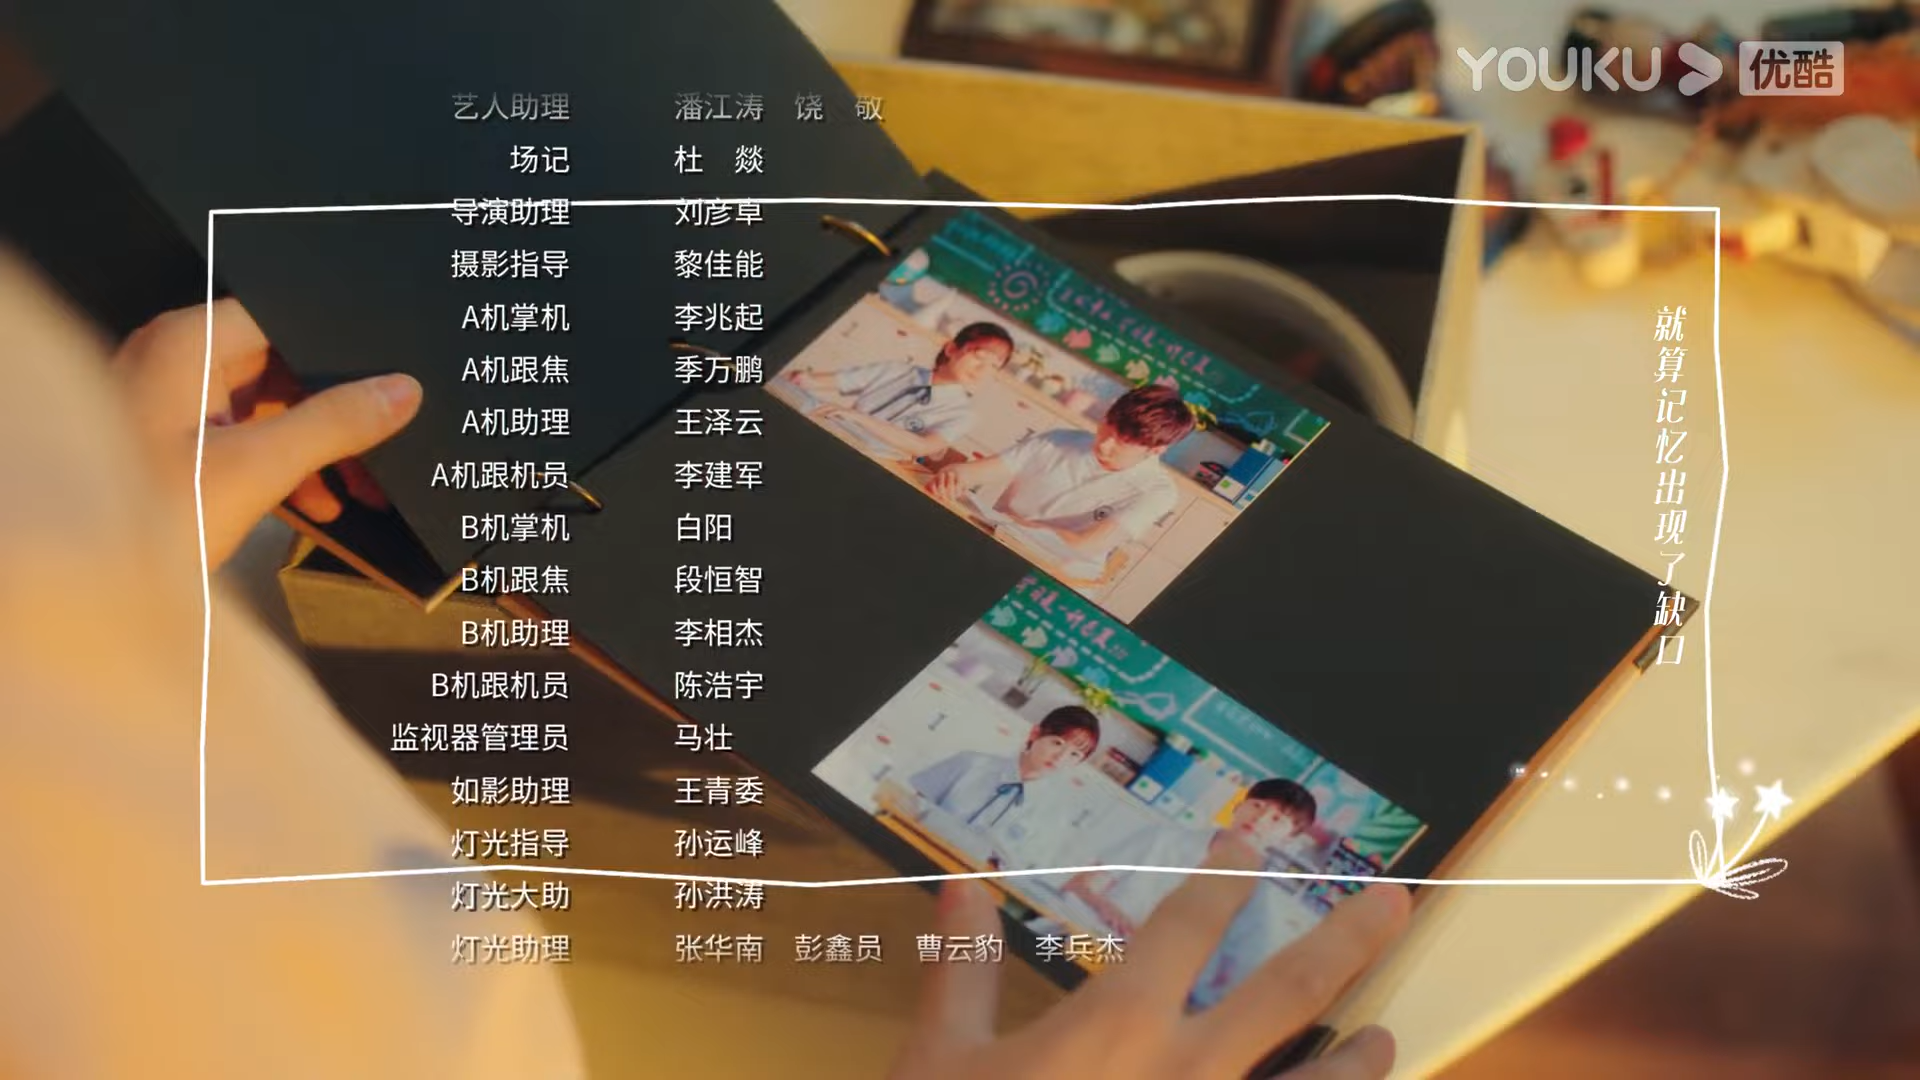 YOUKU 优酷
艺人助理 潘江涛 饶 敬
场记 杜 燚
导演助理 刘彦卓
摄影指导 黎佳能
A机掌机 李兆起
A机跟焦 季万鹏
A机助理 王泽云
A机跟机员 李建军
B机掌机 白阳
B机跟焦 段恒智
B机助理 李相杰
B机跟机员 陈浩宇
监视器管理员 马壮
如影助理 王青委
灯光指导 孙运峰
灯光大助 孙洪涛
灯光助理 张华南 彭鑫员 曹云豹 李兵杰
就算记忆出现了缺口